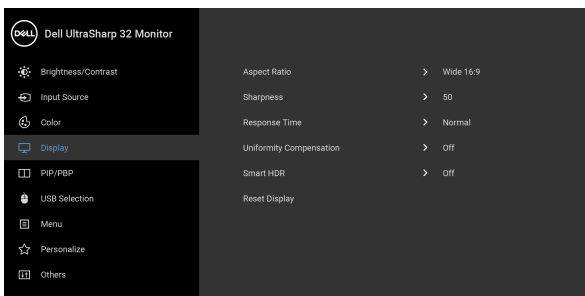 DELL Dell UltraSharp 32 Monitor
Brightness/Contrast
Aspect Ratio Wide 16:9
Input Source
Sharpness 50
Color
Response Time Normal
Display
Uniformity Compensation Off
PIP/PBP
Smart HDR Off
USB Selection
Reset Display
Menu
Personalize
Others